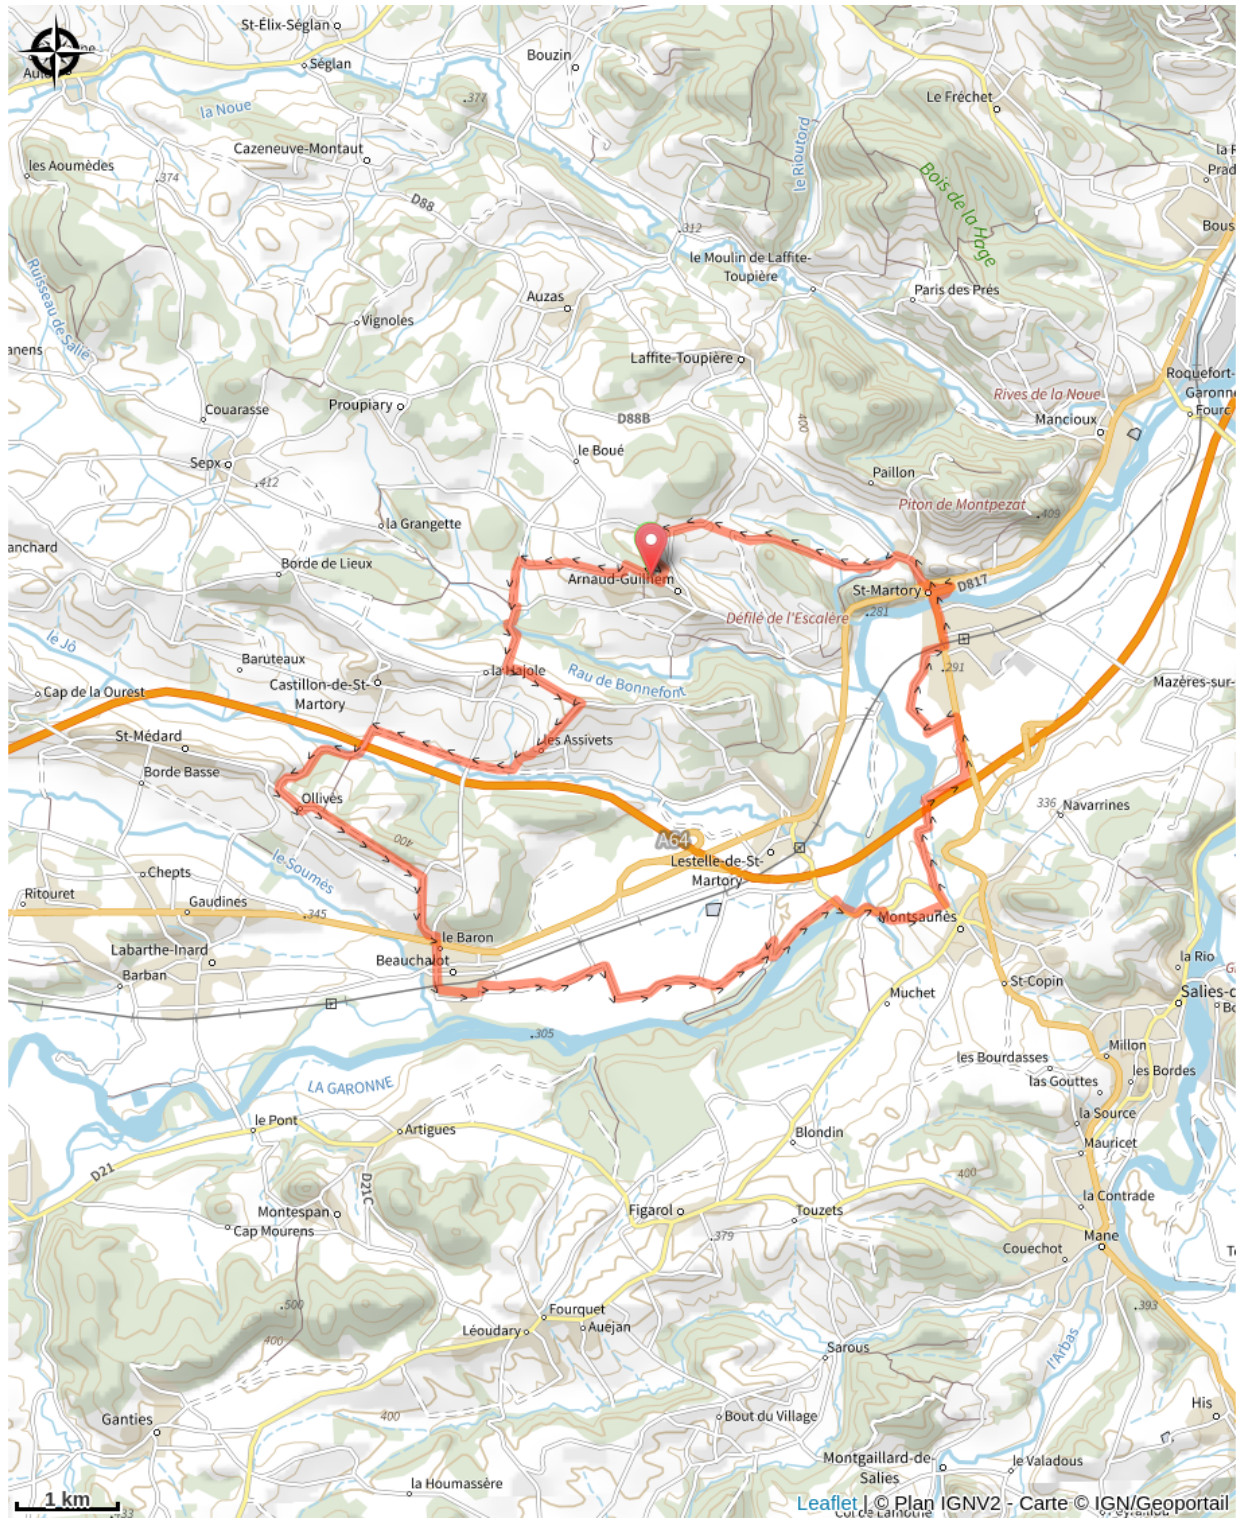 St-Élix-Séglan
Séglan
Bouzin
la Noue
.377
Le Fréchet
Cazeneuve-Montaut
les Aoumèdes
.374
le Rioutord
Bois de la Hage
D88
.312
le Moulin de Laffite-
Toupière
Paris des Prés
Auzas
Ruisseau de Salle
Vignoles
Laffite-Toupière
Roquefort-
Garonne
Fourc
Rives de la Noue
Couarasse
Proupiary
D88B
400
Mancioux
le Boué
Sepx
.412
Paillon
Piton de Montpezat
.409
la Grangette
Borde de Lieux
Arnaud-Guilhem
St-Martory
D817
Défilé de l'Escalère
.281
le Jô
Baruteaux
la Hajole
Rau de Bonnefont
.291
Cap de la Ourest
Castillon-de-St-
Martory
Mazères-sur-
St-Médard
les Assivets
Borde Basse
Ollivès
336
Navarrines
400
A64
Lestelle-de-St-
Martory
le Soumès
Chepts
Ritouret
Gaudines
.345
Montsaunès
le Baron
Labarthe-Inard
Beauchalot
Barban
la Rio
St-Copin
Salies-d
Muchet
.305
les Bourdasses
Millon
las Gouttes
les Bordes
LA GARONNE
la Source
le Pont
Artigues
Blondin
Mauricet
D21
D21C
400
la Contrade
Montespan
Cap Mourens
Figarol
Touzets
.379
Couechot
Mane
.500
Fourquet
Léoudary
Auejan
.393
400
Sarous
l'Arbas
His
Ganties
400
Bout du Village
Montgaillard-de-
Salies
le Valadous
la Houmassère
1 km
Leaflet | © Plan IGNV2 - Carte © IGN/Geoportail